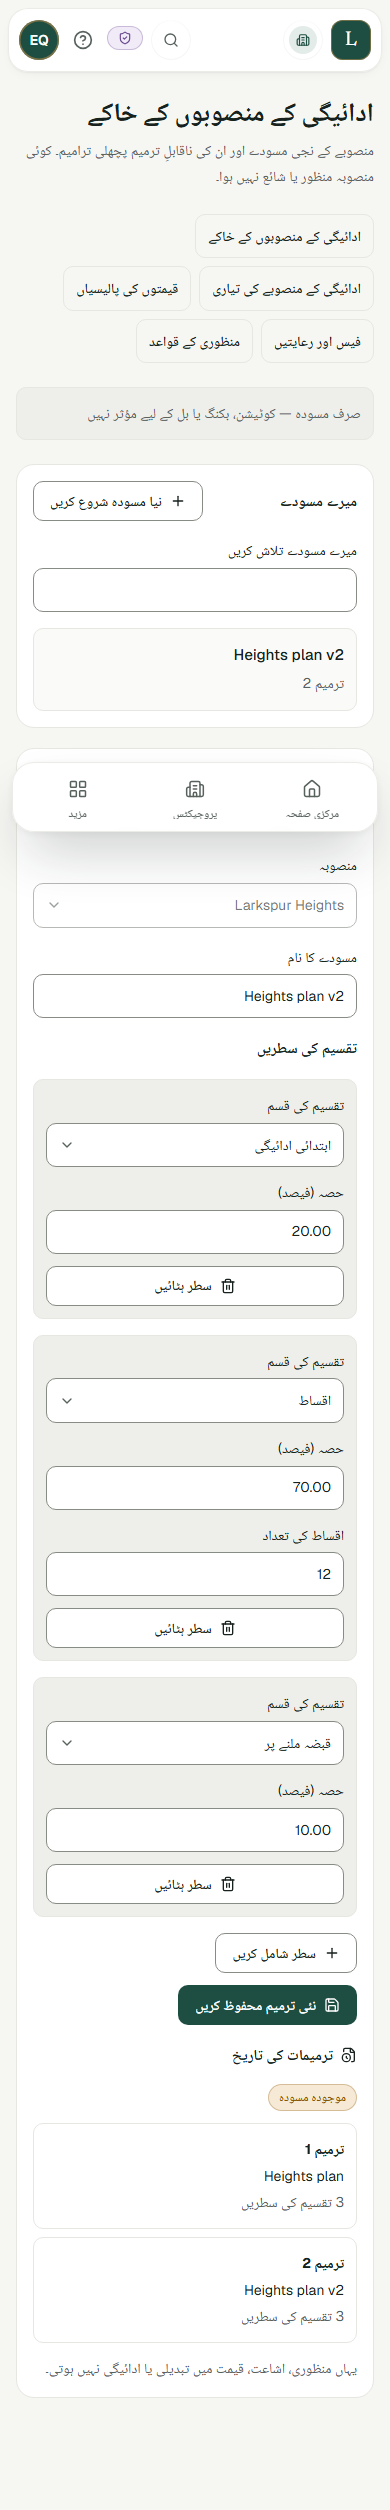 L
EQ
ادائیگی کے منصوبوں کے خاکے
منصوبے کے نجی مسودے اور ان کی ناقابلِ ترمیم پچھلی ترامیم۔ کوئی
منصوبہ منظور یا شائع نہیں ہوا۔
ادائیگی کے منصوبوں کے خاکے
ادائیگی کے منصوبے کی تیاری
قیمتوں کی پالیسیاں
فیس اور رعایتیں
منظوری کے قواعد
صرف مسودہ — کوٹیشن، بکنگ یا بل کے لیے مؤثر نہیں
میرے مسودے
نیا مسودہ شروع کریں
میرے مسودے تلاش کریں
Heights plan v2
ترمیم 2
مرکزی صفحہ
پروجیکٹس
مزید
منصوبہ
Larkspur Heights
مسودے کا نام
Heights plan v2
تقسیم کی سطریں
تقسیم کی قسم
ابتدائی ادائیگی
حصہ (فیصد)
20.00
سطر ہٹائیں
تقسیم کی قسم
اقساط
حصہ (فیصد)
70.00
اقساط کی تعداد
12
سطر ہٹائیں
تقسیم کی قسم
قبضہ ملنے پر
حصہ (فیصد)
10.00
سطر ہٹائیں
سطر شامل کریں
نئی ترمیم محفوظ کریں
ترمیمات کی تاریخ
موجودہ مسودہ
ترمیم 1
Heights plan
3 تقسیم کی سطریں
ترمیم 2
Heights plan v2
3 تقسیم کی سطریں
یہاں منظوری، اشاعت، قیمت میں تبدیلی یا ادائیگی نہیں ہوتی۔